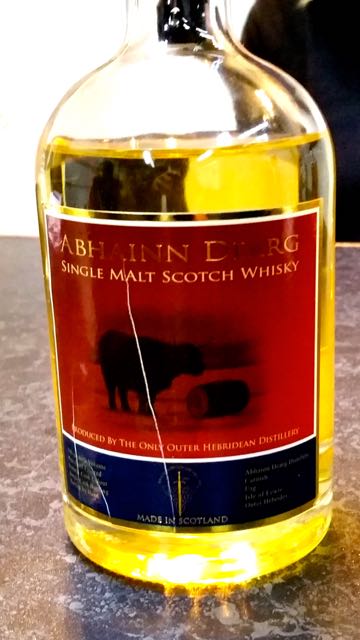 ABHAINN DEARG
SINGLE MALT SCOTCH WHISKY
PRODUCED BY THE ONLY OUTER HEBRIDEAN DISTILLERY
Abhainn Dearg Distillery
Carnish
Uig
Isle of Lewis
Outer Hebrides
MADE IN SCOTLAND